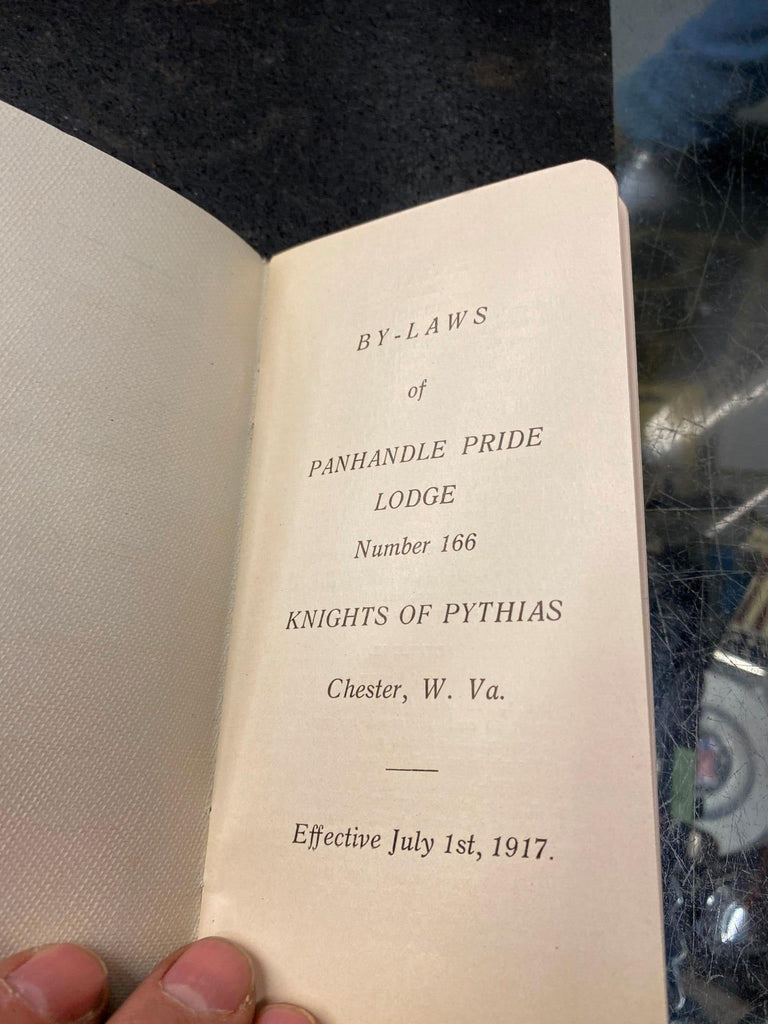 BY-LAWS
of
PANHANDLE PRIDE
LODGE
Number 166
KNIGHTS OF PYTHIAS
Chester, W. Va.
Effective July 1st, 1917.